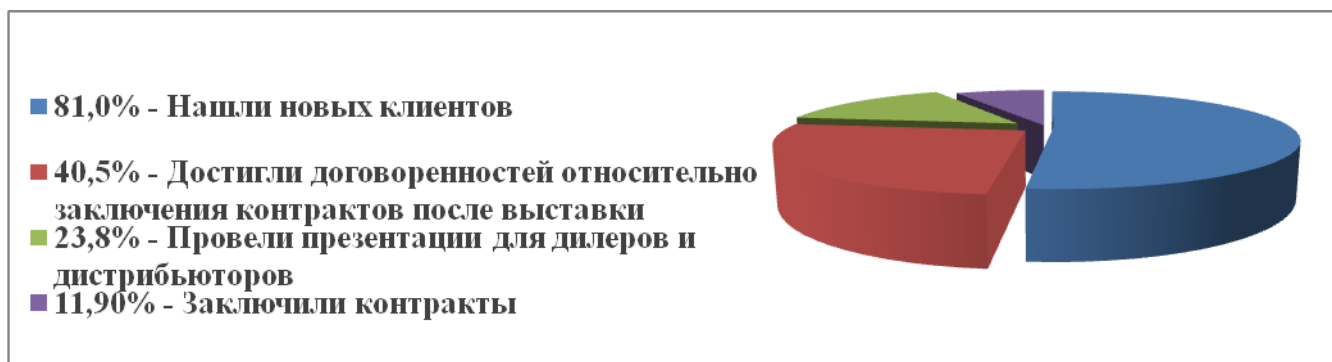 81,0% - Нашли новых клиентов
40,5% - Достигли договоренностей относительно
заключения контрактов после выставки
23,8% - Провели презентации для дилеров и
дистрибьюторов
11,90% - Заключили контракты